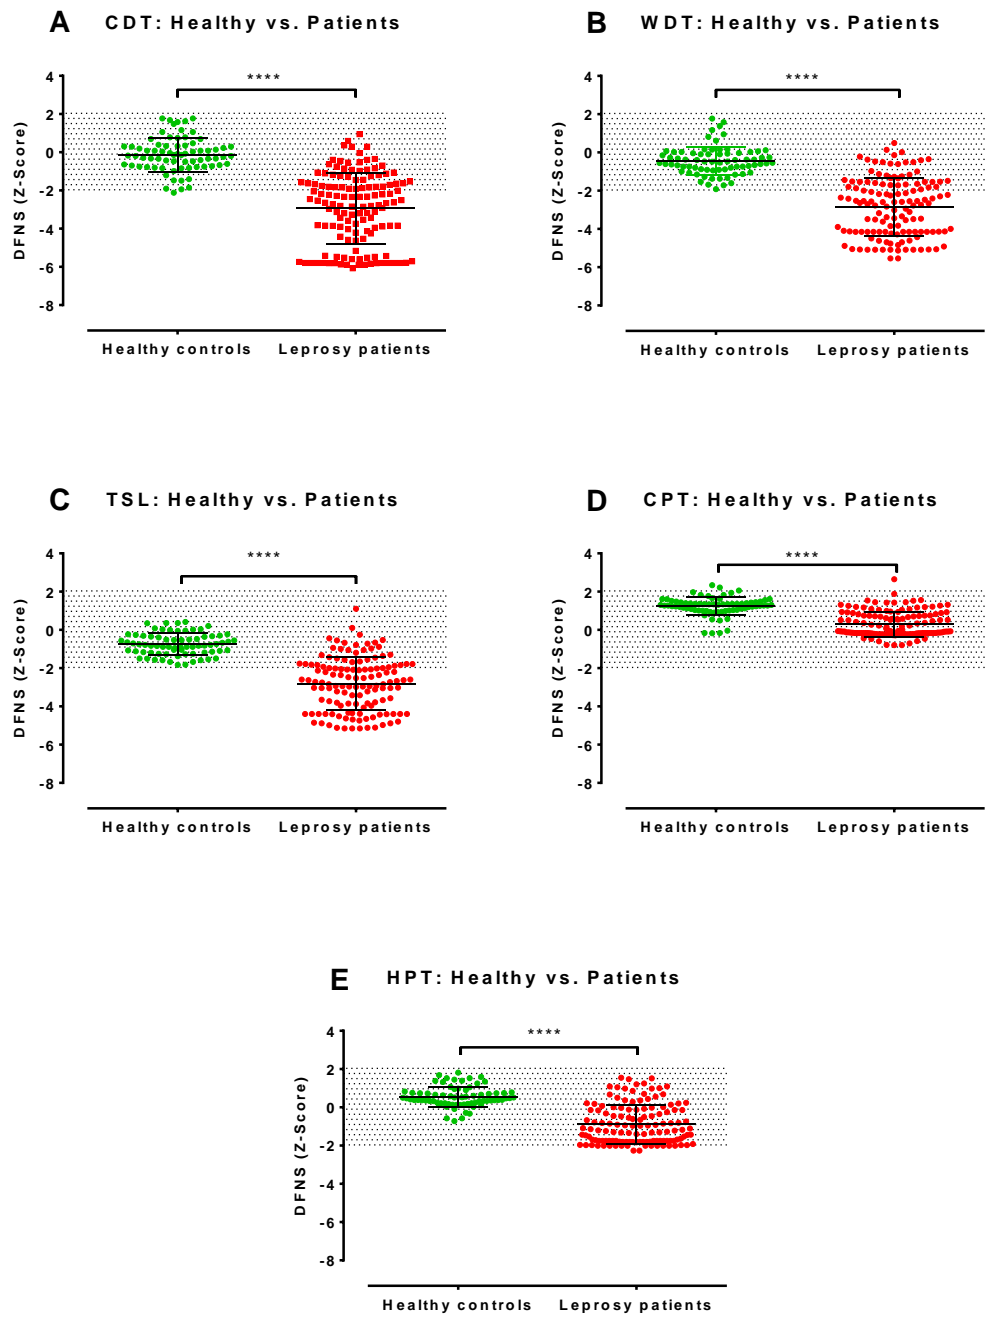 A CDT: Healthy vs. Patients
****
4
2
0
-2
-4
-6
-8
DFNS (Z-Score)
Healthy controls Leprosy patients
B WDT: Healthy vs. Patients
****
4
2
0
-2
-4
-6
-8
DFNS (Z-Score)
Healthy controls Leprosy patients
C TSL: Healthy vs. Patients
****
4
2
0
-2
-4
-6
-8
DFNS (Z-Score)
Healthy controls Leprosy patients
D CPT: Healthy vs. Patients
****
4
2
0
-2
-4
-6
-8
DFNS (Z-Score)
Healthy controls Leprosy patients
E HPT: Healthy vs. Patients
****
4
2
0
-2
-4
-6
-8
DFNS (Z-Score)
Healthy controls Leprosy patients